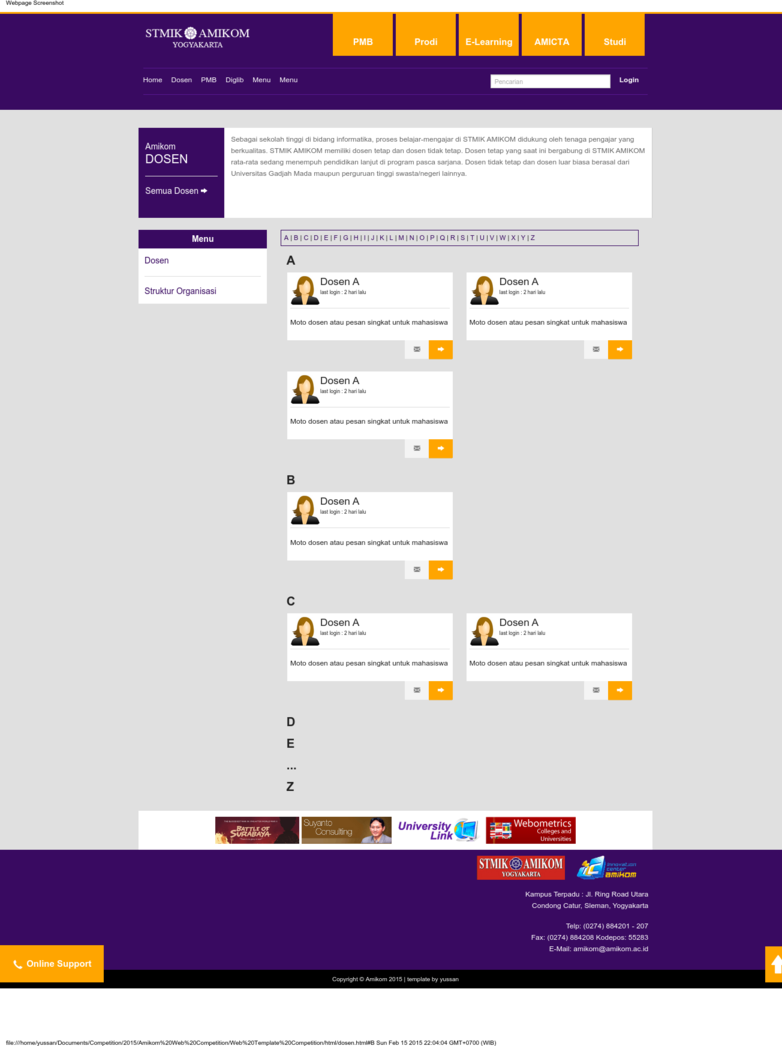 Webpage Screenshot
STMIK AMIKOM
YOGYAKARTA
PMB
Prodi
E-Learning
AMICTA
Studi
Home Dosen PMB Diglib Menu Menu
Pencarian
Login
Amikom
DOSEN
Semua Dosen
Sebagai sekolah tinggi di bidang informatika, proses belajar-mengajar di STMIK AMIKOM didukung oleh tenaga pengajar yang
berkualitas. STMIK AMIKOM memiliki dosen tetap dan dosen tidak tetap. Dosen tetap yang saat ini bergabung di STMIK AMIKOM
rata-rata sedang menempuh pendidikan lanjut di program pasca sarjana. Dosen tidak tetap dan dosen luar biasa berasal dari
Universitas Gadjah Mada maupun perguruan tinggi swasta/negeri lainnya.
Menu
Dosen
Struktur Organisasi
A | B | C | D | E | F | G | H | I | J | K | L | M | N | O | P | Q | R | S | T | U | V | W | X | Y | Z
A
Dosen A
last login : 2 hari lalu
Moto dosen atau pesan singkat untuk mahasiswa
Dosen A
last login : 2 hari lalu
Moto dosen atau pesan singkat untuk mahasiswa
Dosen A
last login : 2 hari lalu
Moto dosen atau pesan singkat untuk mahasiswa
B
Dosen A
last login : 2 hari lalu
Moto dosen atau pesan singkat untuk mahasiswa
C
Dosen A
last login : 2 hari lalu
Moto dosen atau pesan singkat untuk mahasiswa
Dosen A
last login : 2 hari lalu
Moto dosen atau pesan singkat untuk mahasiswa
D
E
...
Z
BATTLE OF
SURABAYA
Suyanto
Consulting
University
Link
Webometrics
Colleges and
Universities
STMIK AMIKOM
YOGYAKARTA
Innovation
Center
amikom
Kampus Terpadu : Jl. Ring Road Utara
Condong Catur, Sleman, Yogyakarta
Telp: (0274) 884201 - 207
Fax: (0274) 884208 Kodepos: 55283
E-Mail: amikom@amikom.ac.id
Online Support
Copyright © Amikom 2015 | template by yussan
file:///home/yussan/Documents/Competition/2015/Amikom%20Web%20Competition/Web%20Template%20Competition/html/dosen.html#B Sun Feb 15 2015 22:04:04 GMT+0700 (WIB)